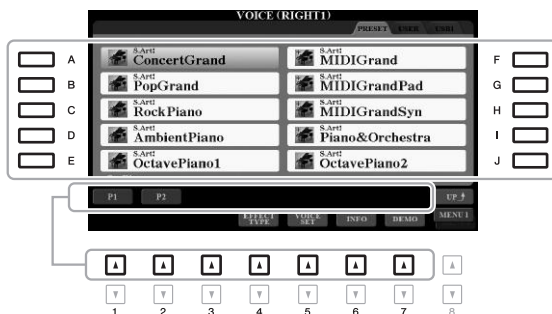 VOICE (RIGHT1)
PRESET USER USB1
A S.Art! ConcertGrand S.Art! MIDIGrand F
B S.Art! PopGrand S.Art! MIDIGrandPad G
C S.Art! RockPiano S.Art! MIDIGrandSyn H
D S.Art! AmbientPiano S.Art! Piano&Orchestra I
E S.Art! OctavePiano1 S.Art! OctavePiano2 J
P1 P2 UP
EFFECT TYPE VOICE SET INFO DEMO MENU 1
1 2 3 4 5 6 7 8